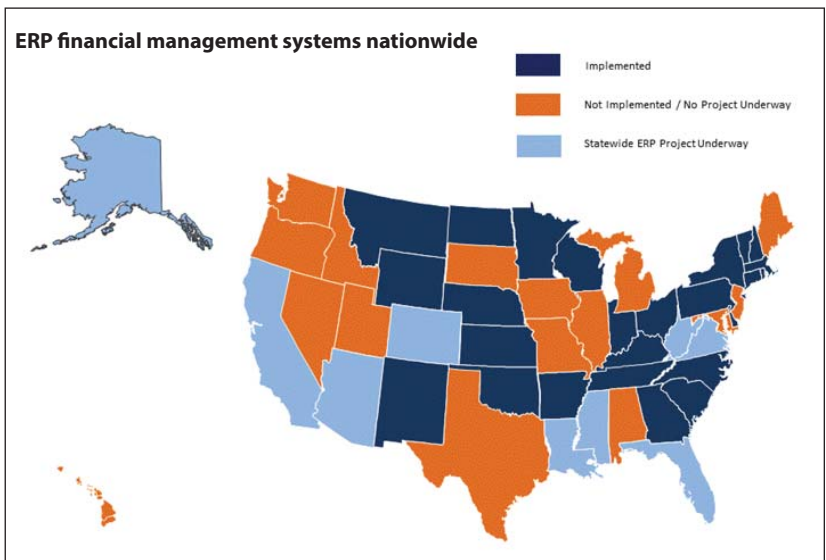 ERP financial management systems nationwide
Implemented
Not Implemented / No Project Underway
Statewide ERP Project Underway